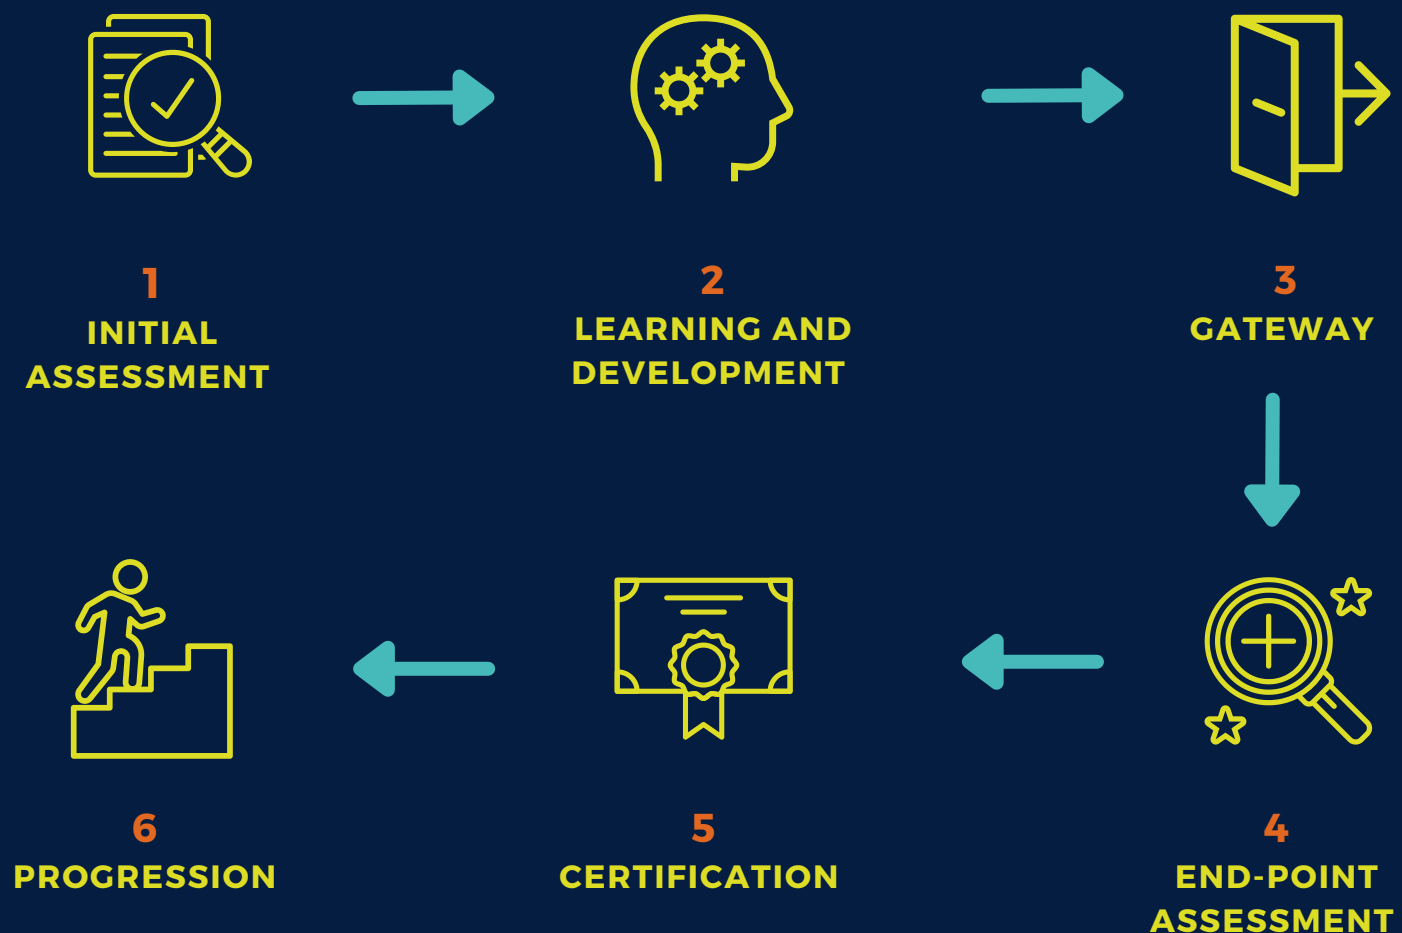 1
INITIAL
ASSESSMENT
2
LEARNING AND
DEVELOPMENT
3
GATEWAY
4
END-POINT
ASSESSMENT
5
CERTIFICATION
6
PROGRESSION